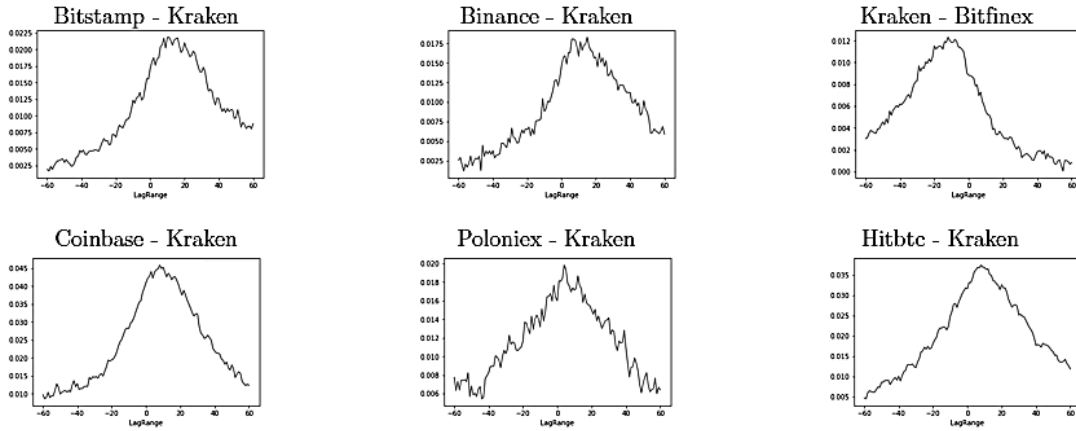 Bitstamp - Kraken
0.0225
0.0200
0.0175
0.0150
0.0125
0.0100
0.0075
0.0050
0.0025
−60 −40 −20 0 20 40 60
LagRange
Binance - Kraken
0.0175
0.0150
0.0125
0.0100
0.0075
0.0050
0.0025
−60 −40 −20 0 20 40 60
LagRange
Kraken - Bitfinex
0.012
0.010
0.008
0.006
0.004
0.002
0.000
−60 −40 −20 0 20 40 60
LagRange
Coinbase - Kraken
0.045
0.040
0.035
0.030
0.025
0.020
0.015
0.010
−60 −40 −20 0 20 40 60
LagRange
Poloniex - Kraken
0.020
0.018
0.016
0.014
0.012
0.010
0.008
0.006
−60 −40 −20 0 20 40 60
LagRange
Hitbtc - Kraken
0.035
0.030
0.025
0.020
0.015
0.010
0.005
−60 −40 −20 0 20 40 60
LagRange